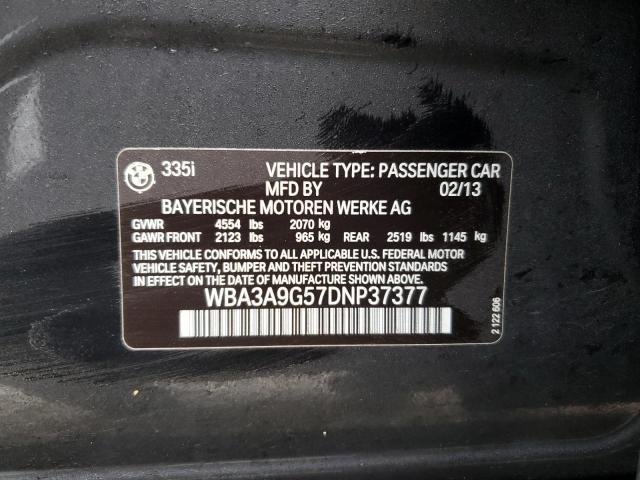 335i VEHICLE TYPE: PASSENGER CAR
MFD BY 02/13
BAYERISCHE MOTOREN WERKE AG
GVWR 4554 lbs 2070 kg
GAWR FRONT 2123 lbs 965 kg REAR 2519 lbs 1145 kg
THIS VEHICLE CONFORMS TO ALL APPLICABLE U.S. FEDERAL MOTOR
VEHICLE SAFETY, BUMPER AND THEFT PREVENTION STANDARDS IN
EFFECT ON THE DATE OF MANUFACTURE SHOWN ABOVE.
WBA3A9G57DNP37377
2 122 606